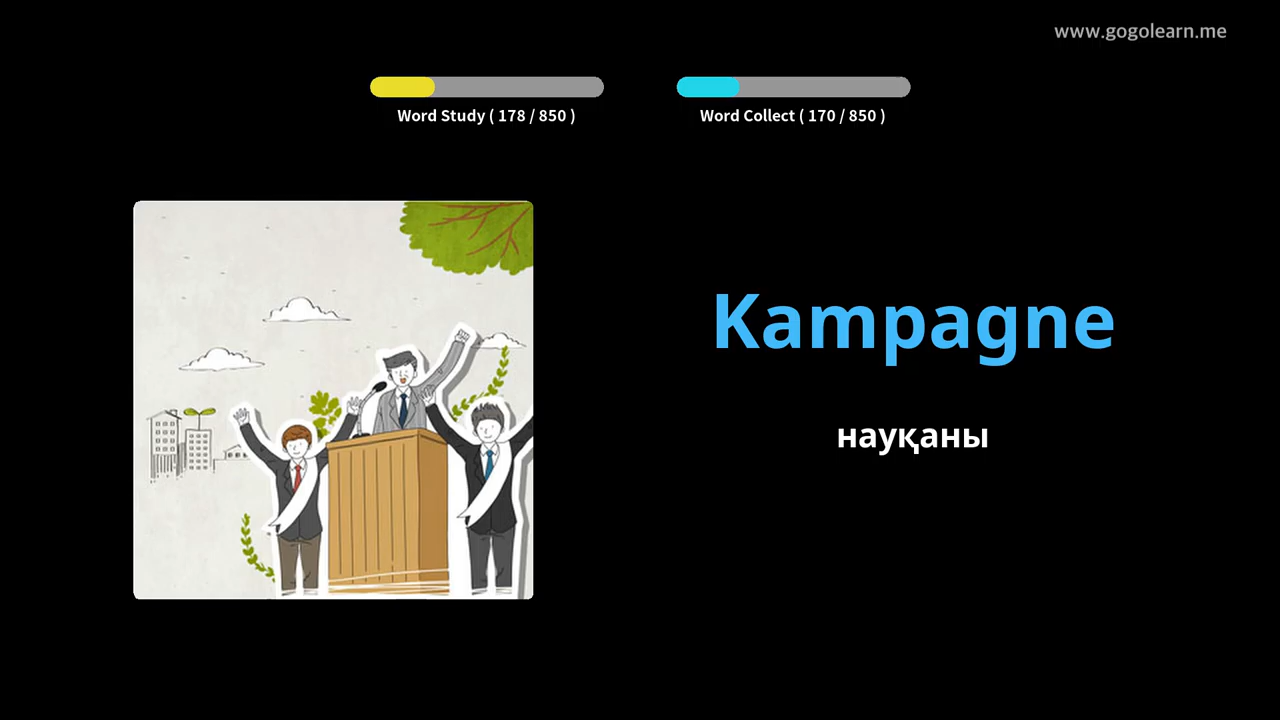 www.gogolearn.me
Word Study ( 178 / 850 )
Word Collect ( 170 / 850 )
Kampagne
науқаны